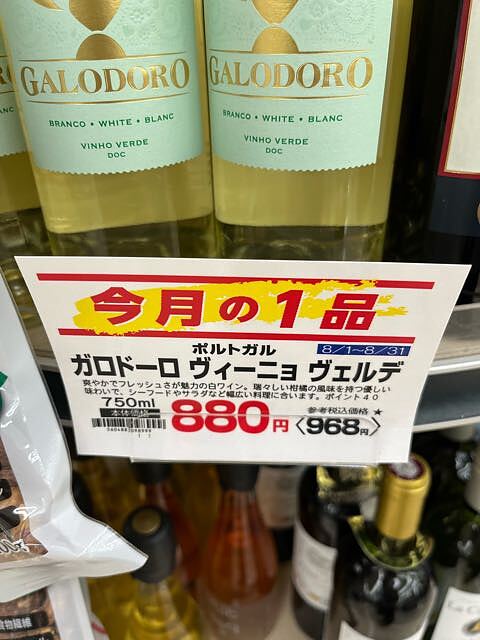 GALODORO
BRANCO • WHITE • BLANC
VINHO VERDE
DOC
GALODORO
BRANCO • WHITE • BLANC
VINHO VERDE
DOC
今月の1品
ポルトガル
8/1~8/31
ガロドーロ ヴィーニョ ヴェルデ
爽やかでフレッシュさが魅力の白ワイン。瑞々しい柑橘の風味を持つ優しい
味わいで、シーフードやサラダなど幅広い料理に合います。ポイント40
750ml
本体価格
880円
参考税込価格 ★
〈968円〉